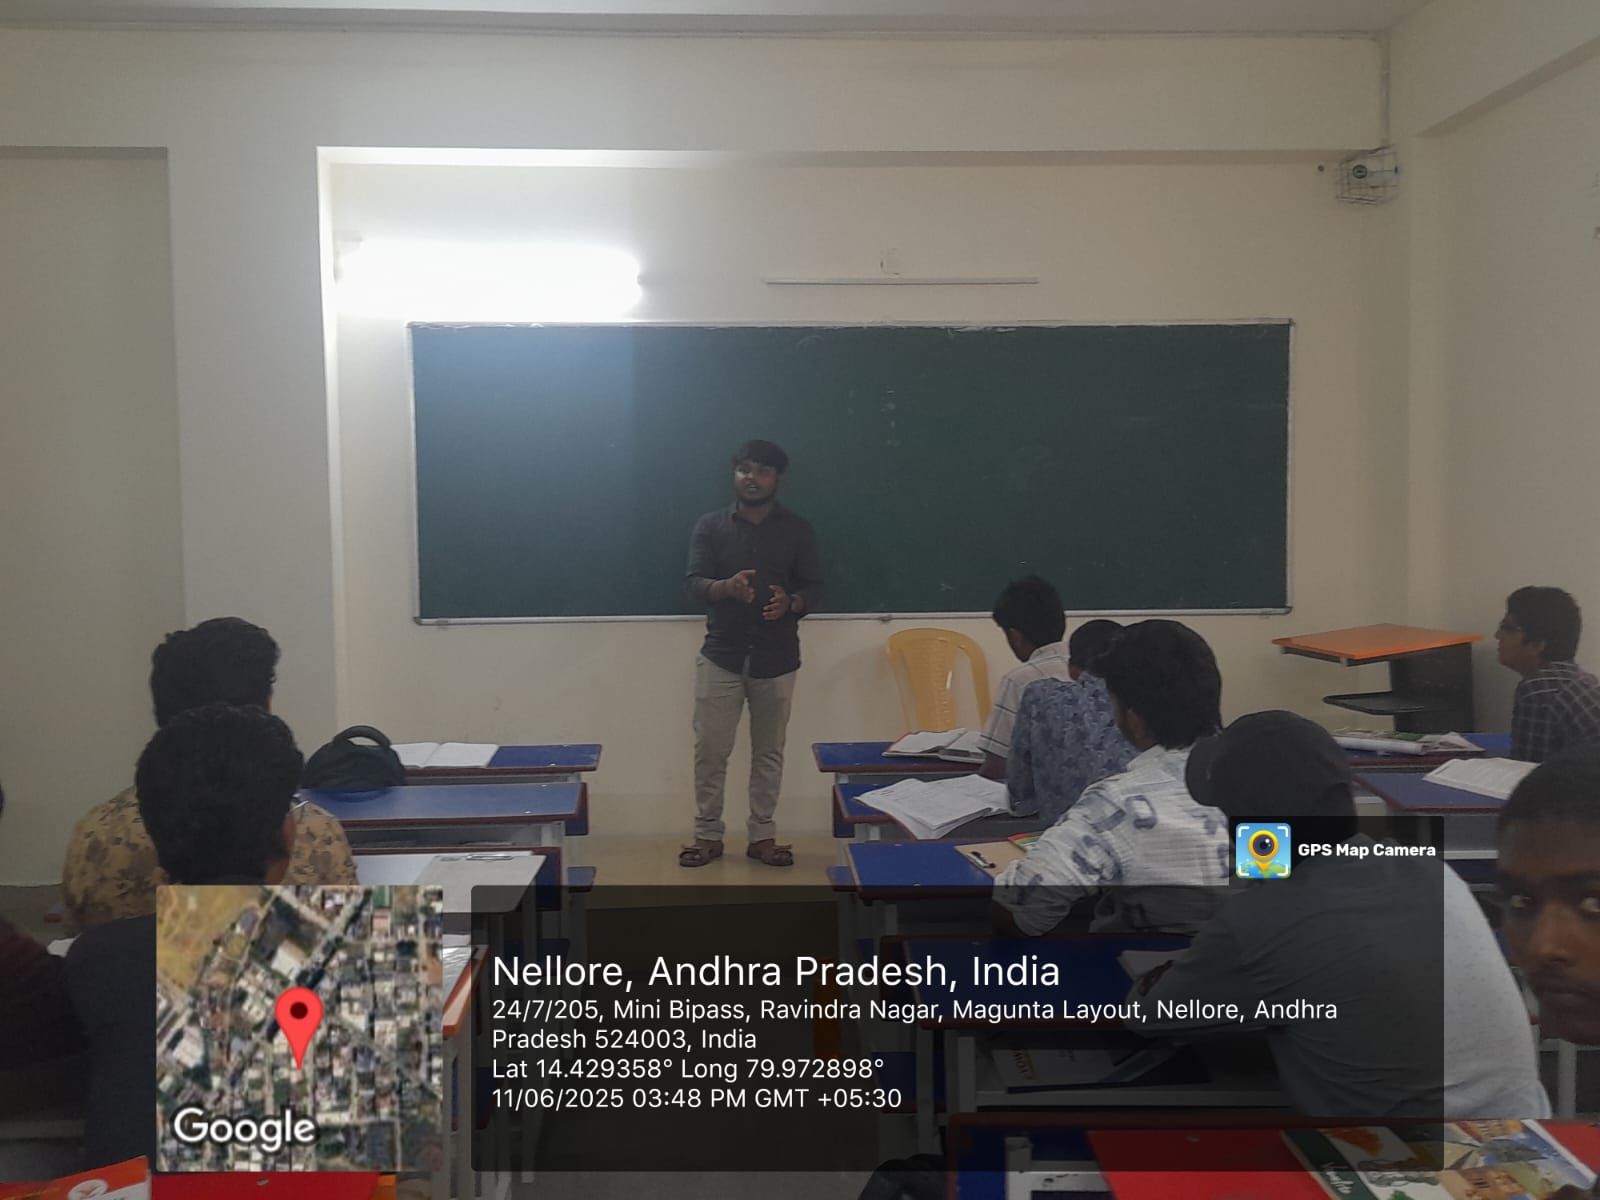 GPS Map Camera
Nellore, Andhra Pradesh, India
24/7/205, Mini Bipass, Ravindra Nagar, Magunta Layout, Nellore, Andhra
Pradesh 524003, India
Lat 14.429358° Long 79.972898°
11/06/2025 03:48 PM GMT +05:30
Google